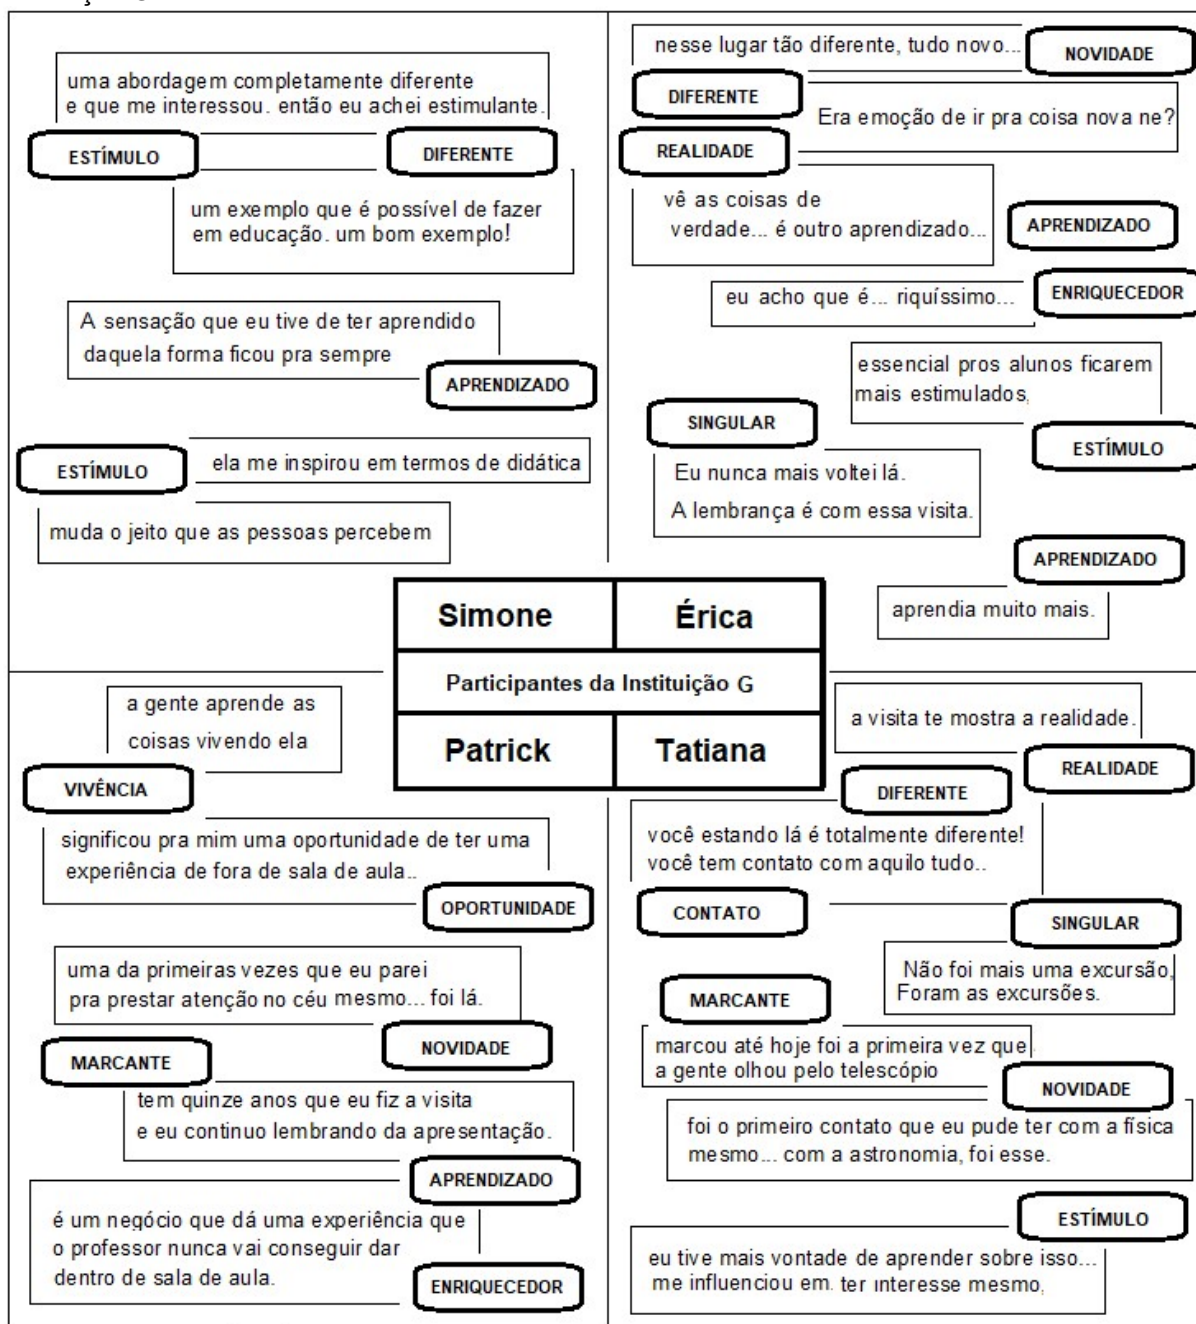 uma abordagem completamente diferente
e que me interessou. então eu achei estimulante.
ESTÍMULO
DIFERENTE
um exemplo que é possível de fazer
em educação. um bom exemplo!
A sensação que eu tive de ter aprendido
daquela forma ficou pra sempre
APRENDIZADO
ESTÍMULO
ela me inspirou em termos de didática
muda o jeito que as pessoas percebem
nesse lugar tão diferente, tudo novo...
NOVIDADE
DIFERENTE
Era emoção de ir pra coisa nova ne?
REALIDADE
vê as coisas de
verdade... é outro aprendizado...
APRENDIZADO
eu acho que é... riquíssimo...
ENRIQUECEDOR
essencial pros alunos ficarem
mais estimulados,
SINGULAR
ESTÍMULO
Eu nunca mais voltei lá.
A lembrança é com essa visita.
APRENDIZADO
aprendia muito mais.
Simone
Érica
Participantes da Instituição G
Patrick
Tatiana
a gente aprende as
coisas vivendo ela
VIVÊNCIA
significou pra mim uma oportunidade de ter uma
experiência de fora de sala de aula..
OPORTUNIDADE
uma da primeiras vezes que eu parei
pra prestar atenção no céu mesmo... foi lá.
NOVIDADE
MARCANTE
tem quinze anos que eu fiz a visita
e eu continuo lembrando da apresentação.
APRENDIZADO
é um negócio que dá uma experiência que
o professor nunca vai conseguir dar
dentro de sala de aula.
ENRIQUECEDOR
a visita te mostra a realidade.
REALIDADE
DIFERENTE
você estando lá é totalmente diferente!
você tem contato com aquilo tudo..
CONTATO
SINGULAR
Não foi mais uma excursão,
Foram as excursões.
MARCANTE
marcou até hoje foi a primeira vez que
a gente olhou pelo telescópio
NOVIDADE
foi o primeiro contato que eu pude ter com a física
mesmo... com a astronomia, foi esse.
ESTÍMULO
eu tive mais vontade de aprender sobre isso...
me influenciou em. ter interesse mesmo,